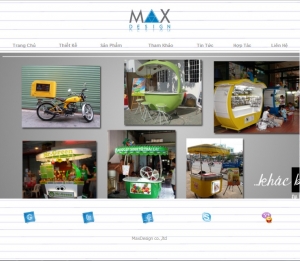 MAX
DESIGN
Trang Chủ Thiết Kế Sản Phẩm Tham Khảo Tin Tức Hợp Tác Liên Hệ
khác b
MaxDesign co.,ltd